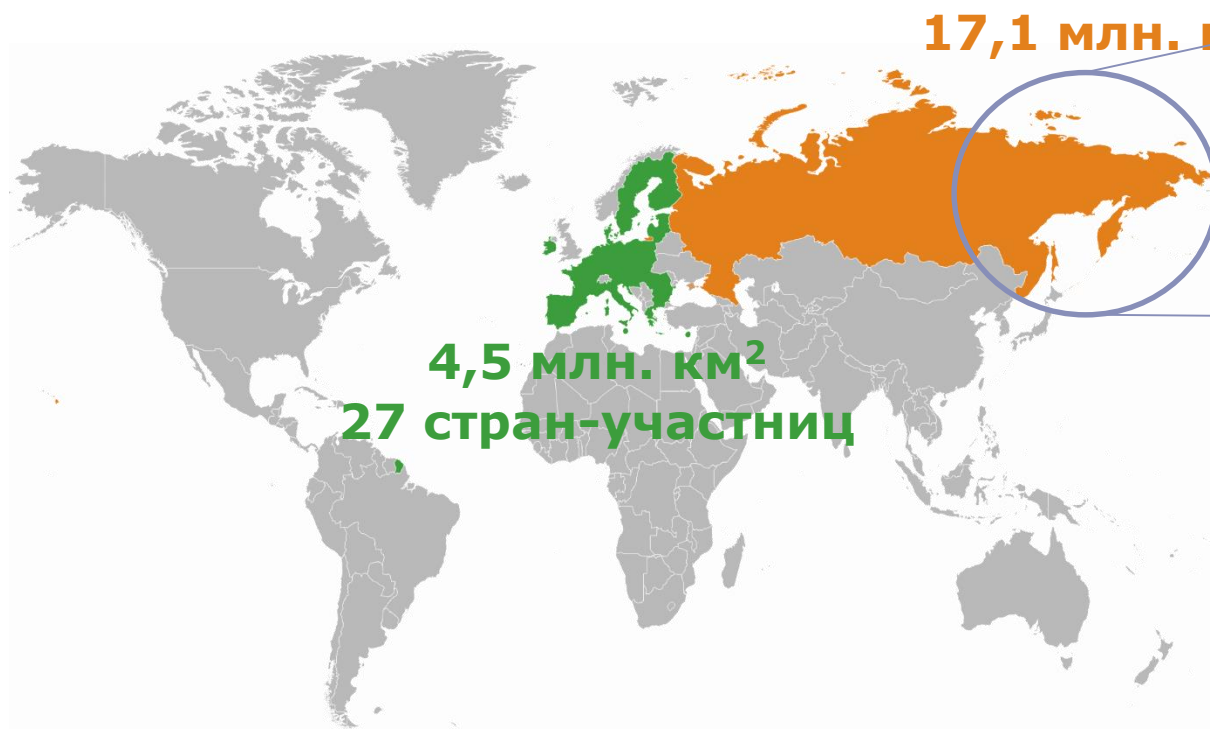 17,1 млн.
4,5 млн. км²
27 стран-участниц